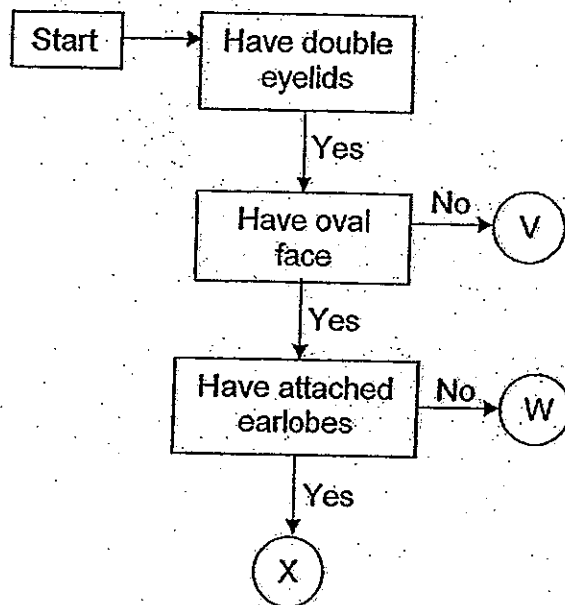 Start
Have double
eyelids
Yes
Have oval
face
No
V
Yes
Have attached
earlobes
No
W
Yes
X